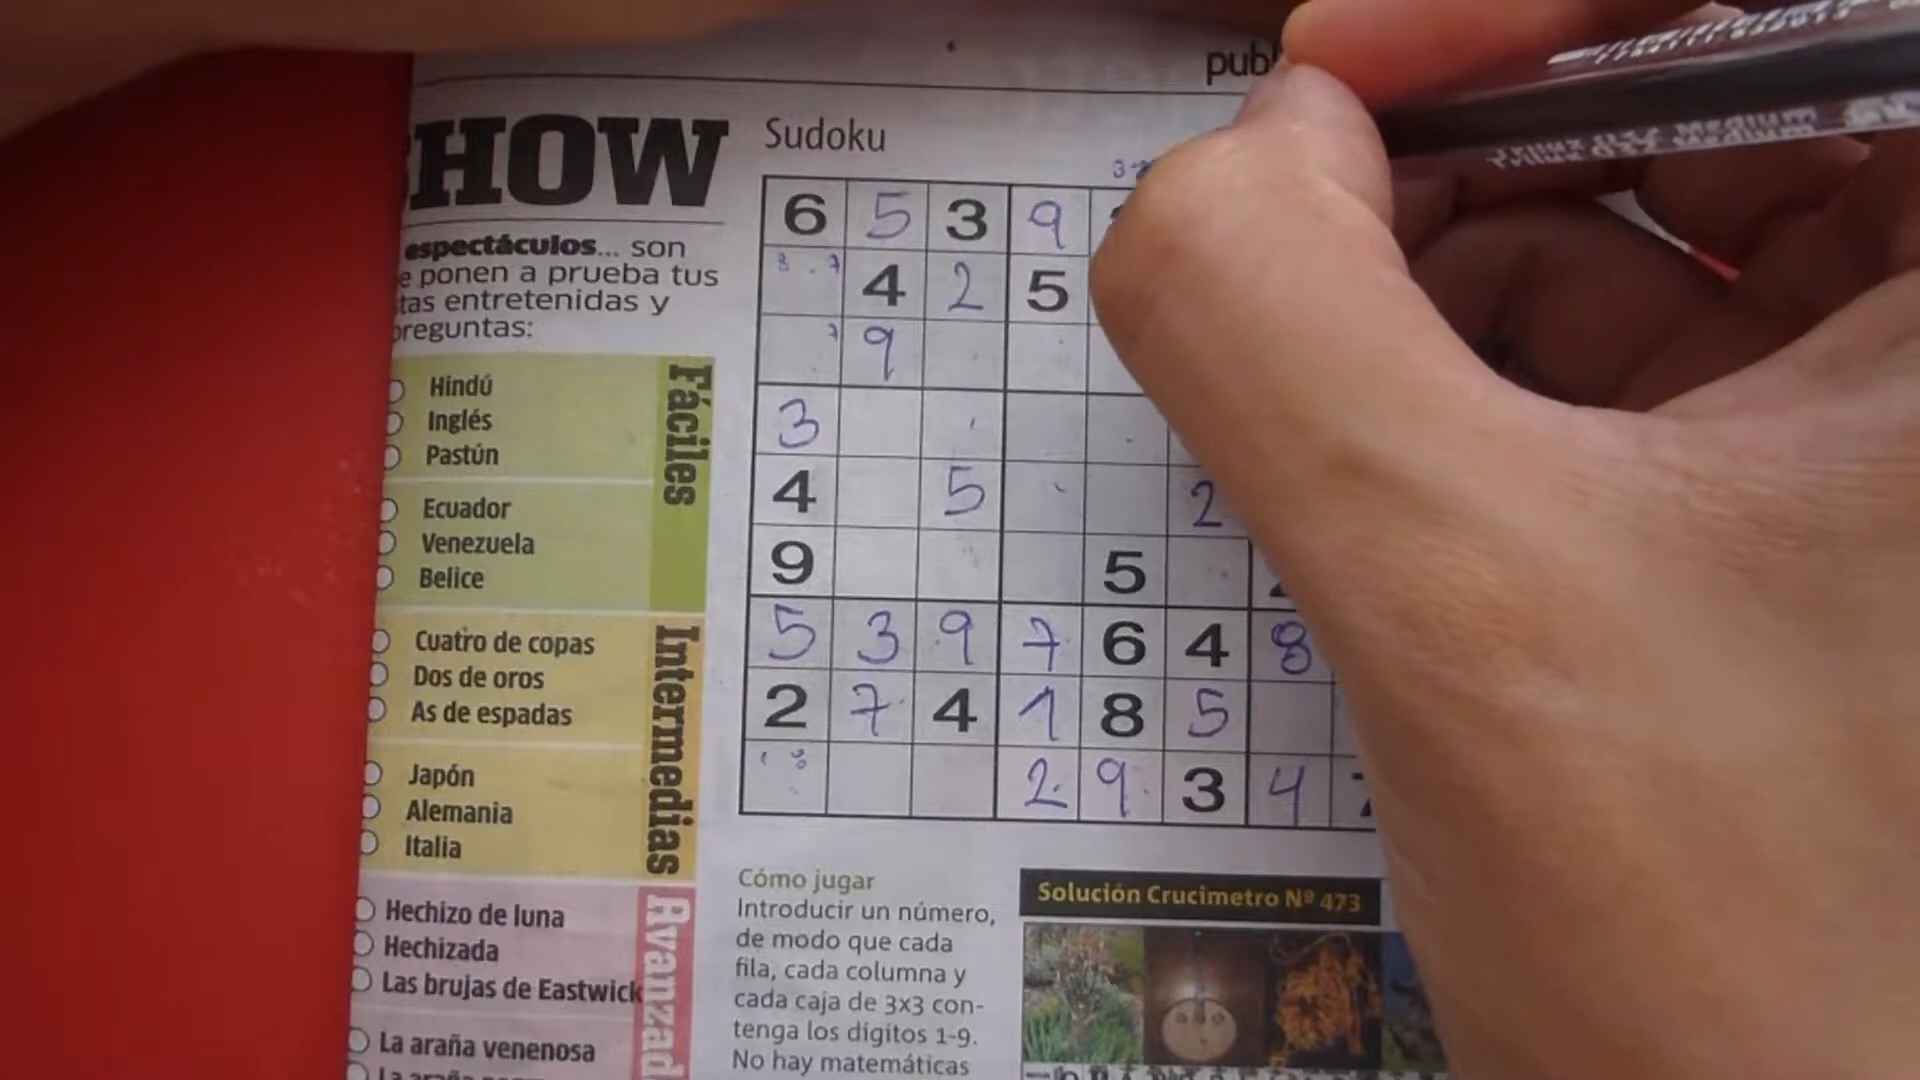 publ
HOW
Sudoku
espectáculos... son
e ponen a prueba tus
tas entretenidas y
preguntas:
Fáciles
Hindú
Inglés
Pastún
Ecuador
Venezuela
Belice
Intermedias
Cuatro de copas
Dos de oros
As de espadas
Japón
Alemania
Italia
Avanzad
Hechizo de luna
Hechizada
Las brujas de Eastwick
La araña venenosa
6 5 3 9
8 7 4 2 5
7 9
3
4 5 2
9 5
5 3 9 7 6 4 8
2 7 4 1 8 5
2 9 3 4
Cómo jugar
Introducir un número,
de modo que cada
fila, cada columna y
cada caja de 3x3 con-
tenga los dígitos 1-9.
No hay matemáticas
Solución Crucimetro Nº 473
Medium